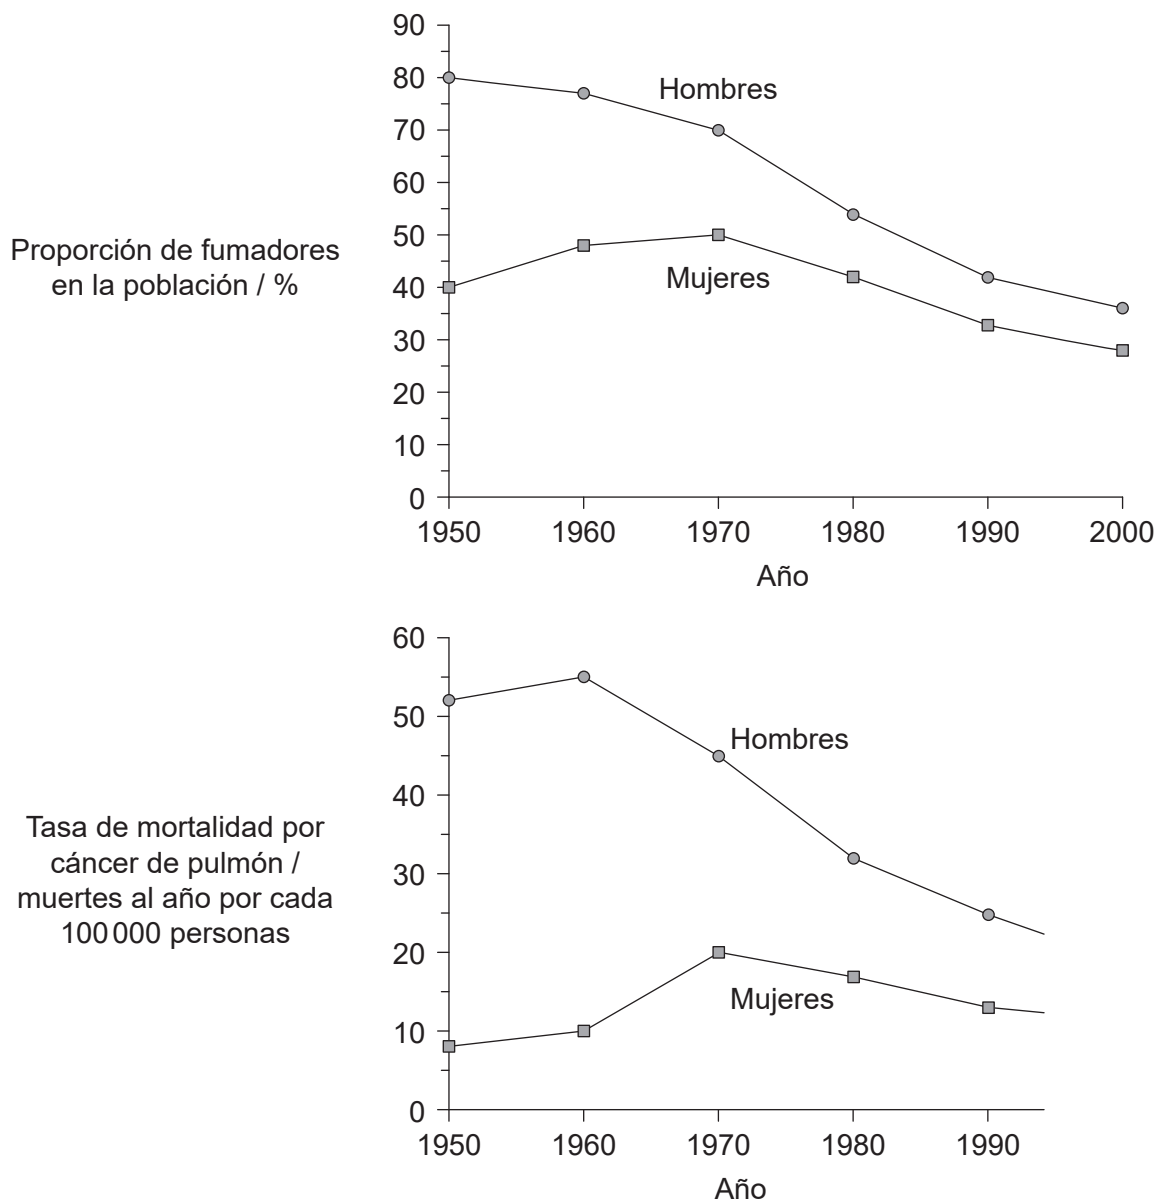 90
80
70
60
50
40
30
20
10
0
Hombres
Mujeres
Proporción de fumadores
en la población / %
1950 1960 1970 1980 1990 2000
Año
60
50
40
30
20
10
0
Hombres
Mujeres
Tasa de mortalidad por
cáncer de pulmón /
muertes al año por cada
100 000 personas
1950 1960 1970 1980 1990
Año